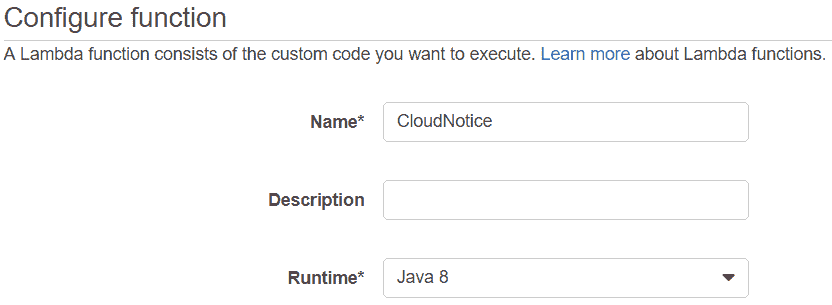 Configure function
A Lambda function consists of the custom code you want to execute. Learn more about Lambda functions.
Name* CloudNotice
Description
Runtime* Java 8